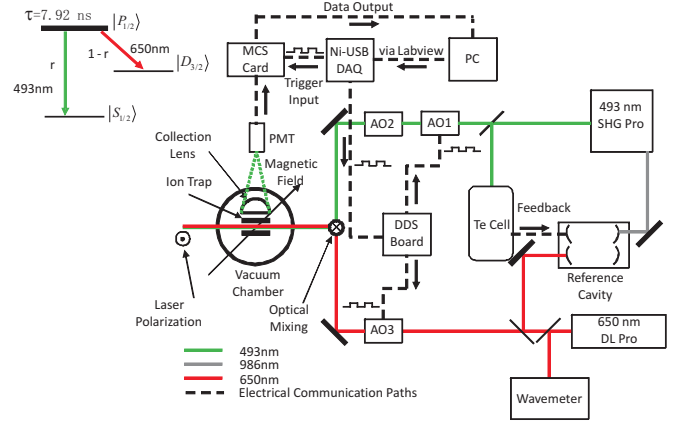 τ=7.92 ns
|P1/2⟩
r
1-r
650nm
|D3/2⟩
493nm
|S1/2⟩
Data Output
MCS
Card
Ni-USB
DAQ
via Labview
PC
Trigger
Input
PMT
Collection
Lens
Magnetic
Field
Ion Trap
AO2
AO1
493 nm
SHG Pro
Te Cell
Feedback
DDS
Board
Reference
Cavity
Vacuum
Chamber
Optical
Mixing
Laser
Polarization
AO3
650 nm
DL Pro
Wavemeter
493nm
986nm
650nm
Electrical Communication Paths